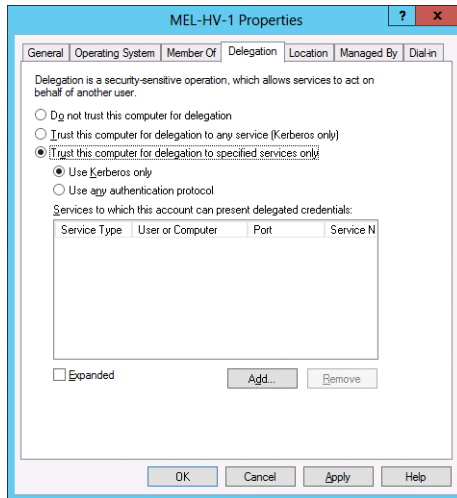 MEL-HV-1 Properties
? x
General Operating System Member Of Delegation Location Managed By Dial-in
Delegation is a security-sensitive operation, which allows services to act on
behalf of another user.
Do not trust this computer for delegation
Trust this computer for delegation to any service (Kerberos only)
Trust this computer for delegation to specified services only
Use Kerberos only
Use any authentication protocol
Services to which this account can present delegated credentials:
Service Type User or Computer Port Service N
Expanded
Add... Remove
OK Cancel Apply Help